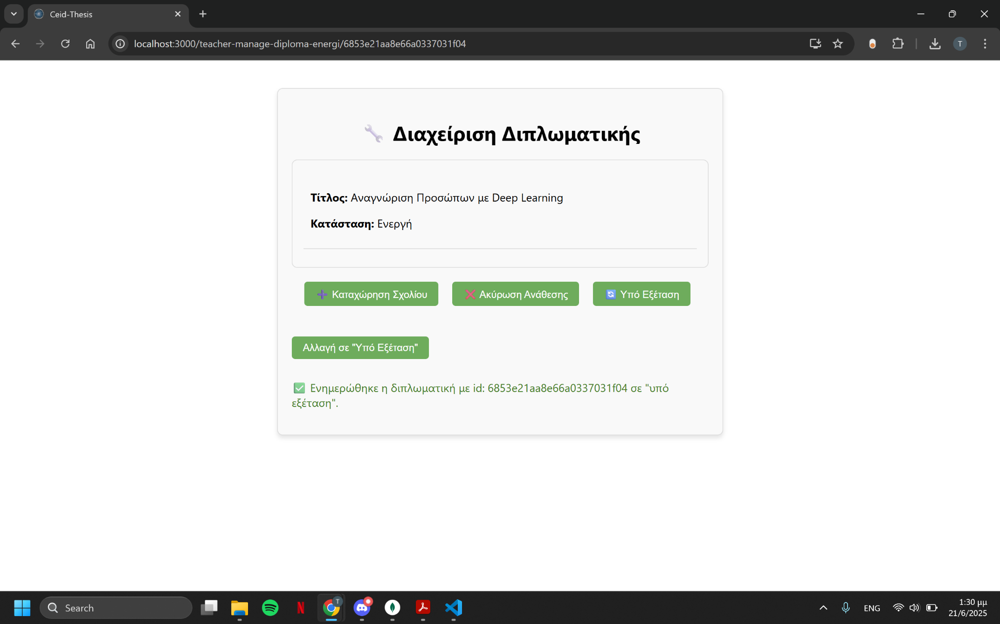 Ceid-Thesis
localhost:3000/teacher-manage-diploma-energi/6853e21aa8e66a0337031f04
T
Διαχείριση Διπλωματικής
Τίτλος: Αναγνώριση Προσώπων με Deep Learning
Κατάσταση: Ενεργή
Καταχώρηση Σχολίου
Ακύρωση Ανάθεσης
Υπό Εξέταση
Αλλαγή σε "Υπό Εξέταση"
Ενημερώθηκε η διπλωματική με id: 6853e21aa8e66a0337031f04 σε "υπό
εξέταση".
Search
N
T
ENG
1:30 μμ
21/6/2025